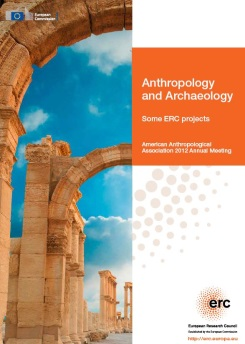 European
Commission
Anthropology
and Archaeology
Some ERC projects
American Anthropological
Association 2012 Annual Meeting
erc
European Research Council
Established by the European Commission
http://erc.europa.eu